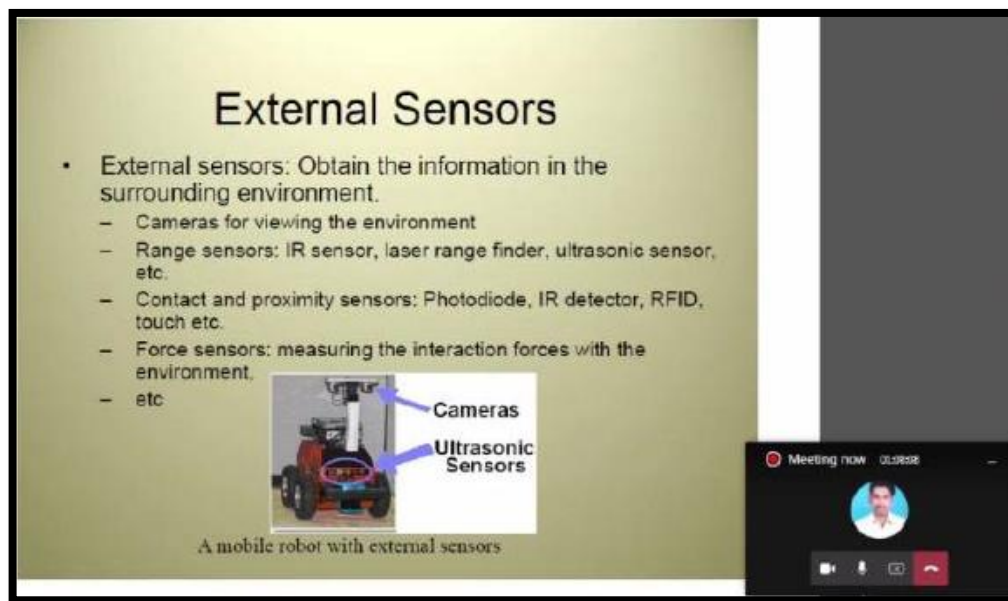 External Sensors
• External sensors: Obtain the information in the
surrounding environment.
– Cameras for viewing the environment
– Range sensors: IR sensor, laser range finder, ultrasonic sensor,
etc.
– Contact and proximity sensors: Photodiode, IR detector, RFID,
touch etc.
– Force sensors: measuring the interaction forces with the
environment.
– etc
Cameras
Ultrasonic
Sensors
A mobile robot with external sensors
Meeting now